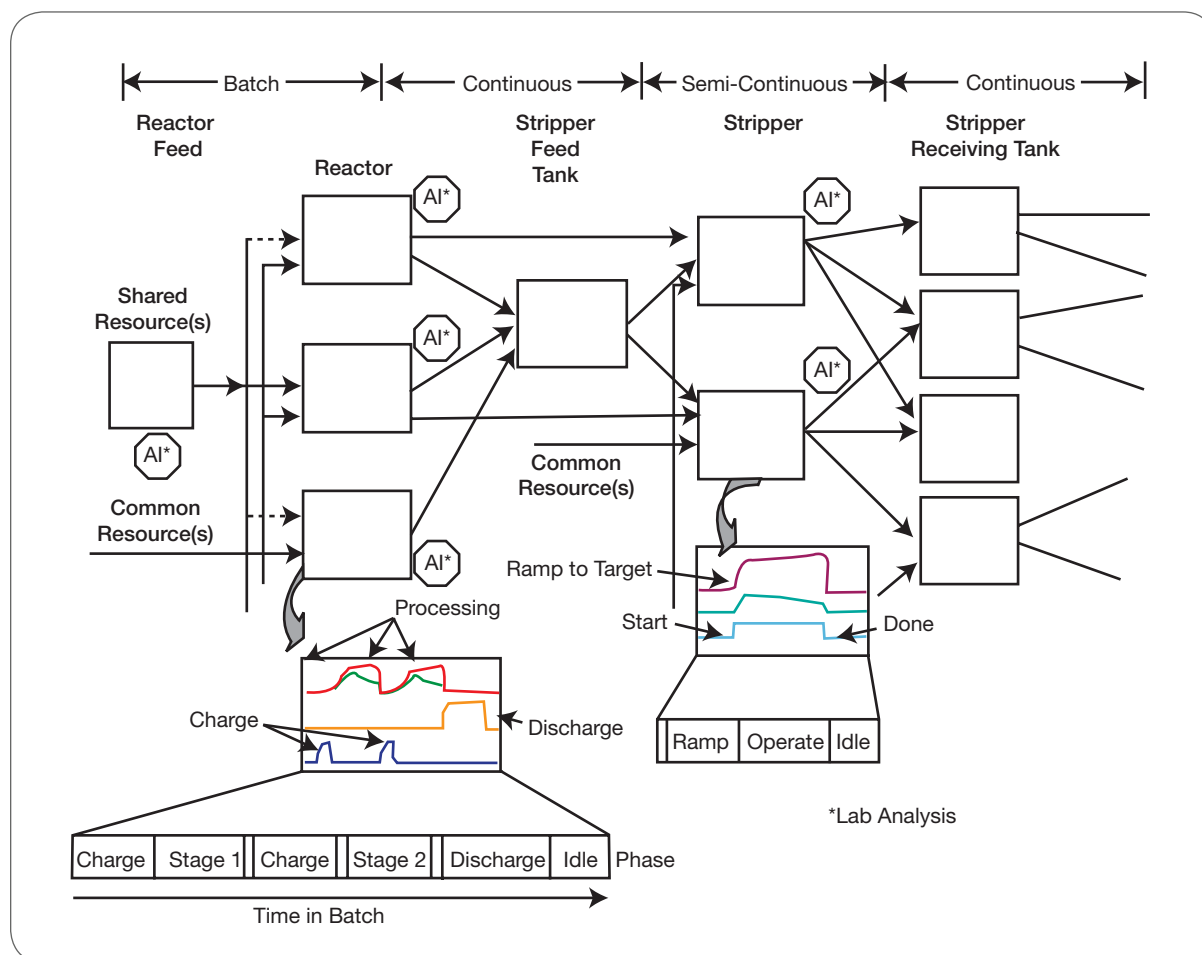 Batch
Continuous
Semi-Continuous
Continuous
Reactor
Feed
Stripper
Feed
Tank
Stripper
Stripper
Receiving Tank
Reactor
AI*
AI*
Shared
Resource(s)
AI*
AI*
AI*
Common
Resource(s)
Common
Resource(s)
AI*
Ramp to Target
Processing
Start
Done
Charge
Discharge
Ramp
Operate
Idle
*Lab Analysis
Charge
Stage 1
Charge
Stage 2
Discharge
Idle
Phase
Time in Batch